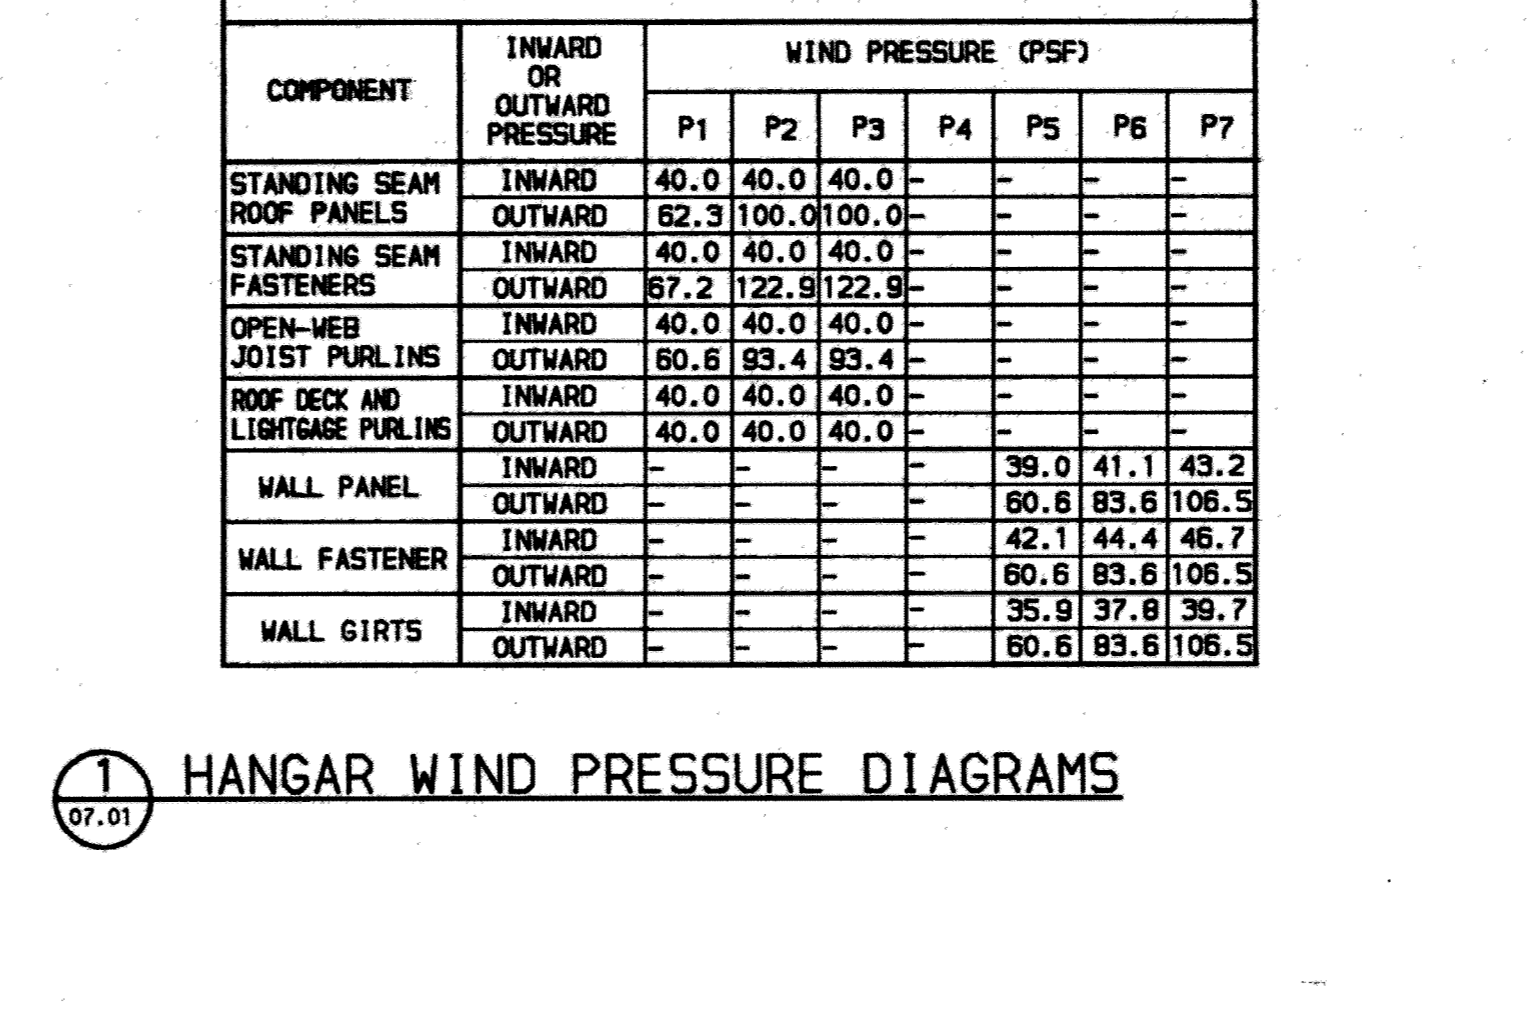 COMPONENT INWARD OR OUTWARD PRESSURE WIND PRESSURE (PSF)
P1 P2 P3 P4 P5 P6 P7
STANDING SEAM ROOF PANELS INWARD 40.0 40.0 40.0 - - - -
OUTWARD 62.3 100.0 100.0 - - - -
STANDING SEAM FASTENERS INWARD 40.0 40.0 40.0 - - - -
OUTWARD 67.2 122.9 122.9 - - - -
OPEN-WEB JOIST PURLINS INWARD 40.0 40.0 40.0 - - - -
OUTWARD 60.6 93.4 93.4 - - - -
ROOF DECK AND LIGHTGAGE PURLINS INWARD 40.0 40.0 40.0 - - - -
OUTWARD 40.0 40.0 40.0 - - - -
WALL PANEL INWARD - - - - 39.0 41.1 43.2
OUTWARD - - - - 60.6 83.6 106.5
WALL FASTENER INWARD - - - - 42.1 44.4 46.7
OUTWARD - - - - 60.6 83.6 106.5
WALL GIRTS INWARD - - - - 35.9 37.8 39.7
OUTWARD - - - - 60.6 83.6 106.5
1 HANGAR WIND PRESSURE DIAGRAMS
07.01